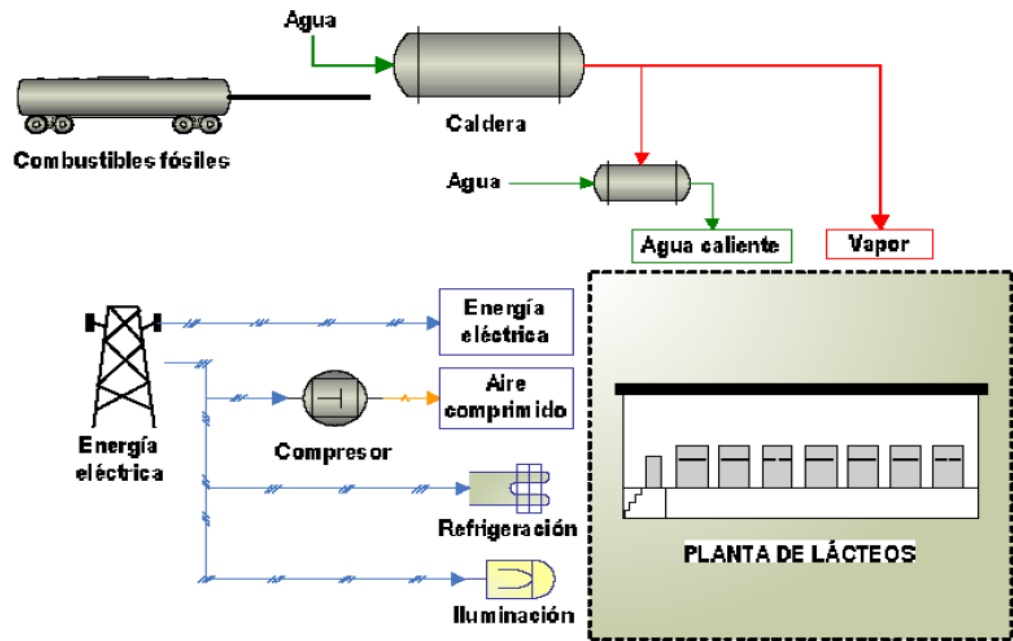 Agua
Caldera
Combustibles fósiles
Agua
Agua caliente
Vapor
Energía
eléctrica
Aire
comprimido
Energía
eléctrica
Compresor
Refrigeración
Iluminación
PLANTA DE LÁCTEOS